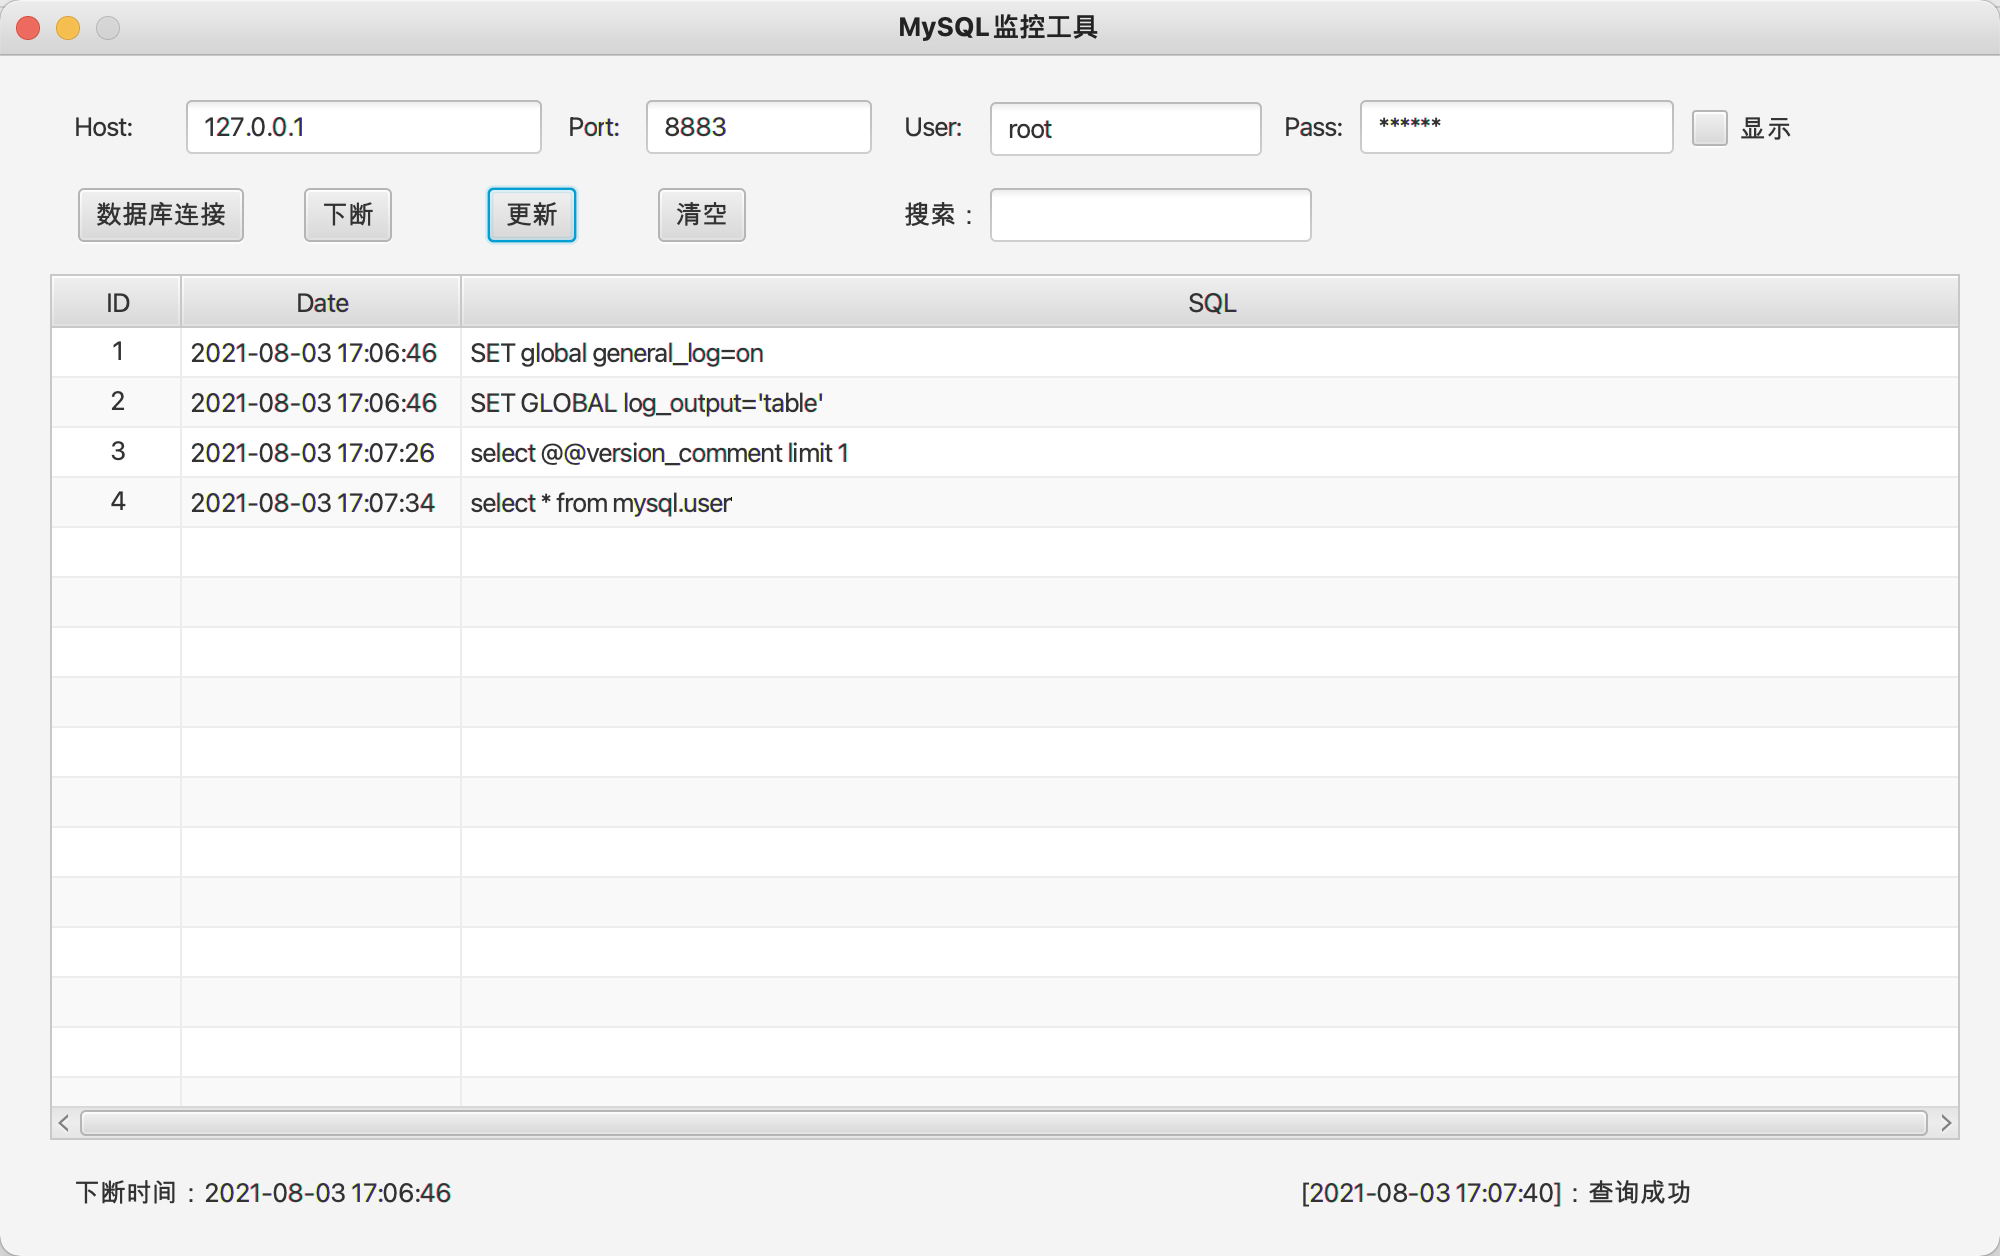 MySQL监控工具
Host: 127.0.0.1 Port: 8883 User: root Pass: ****** 显示
数据库连接 下断 更新 清空 搜索：
ID Date SQL
1 2021-08-03 17:06:46 SET global general_log=on
2 2021-08-03 17:06:46 SET GLOBAL log_output='table'
3 2021-08-03 17:07:26 select @@version_comment limit 1
4 2021-08-03 17:07:34 select * from mysql.user
下断时间：2021-08-03 17:06:46 [2021-08-03 17:07:40]：查询成功